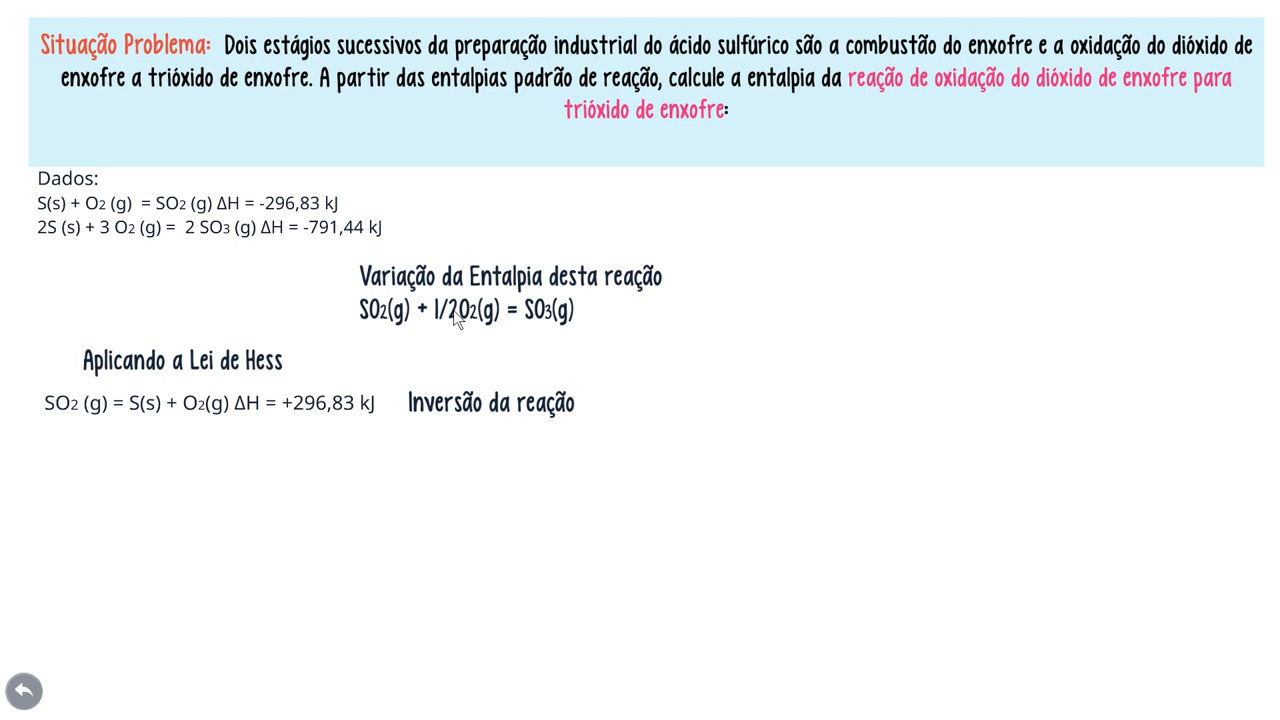 Situação Problema: Dois estágios sucessivos da preparação industrial do ácido sulfúrico são a combustão do enxofre e a oxidação do dióxido de
enxofre a trióxido de enxofre. A partir das entalpias padrão de reação, calcule a entalpia da reação de oxidação do dióxido de enxofre para
trióxido de enxofre:
Dados:
S(s) + O2 (g) = SO2 (g) ΔH = -296,83 kJ
2S (s) + 3 O2 (g) = 2 SO3 (g) ΔH = -791,44 kJ
Variação da Entalpia desta reação
SO2(g) + 1/2O2(g) = SO3(g)
Aplicando a Lei de Hess
SO2 (g) = S(s) + O2(g) ΔH = +296,83 kJ Inversão da reação